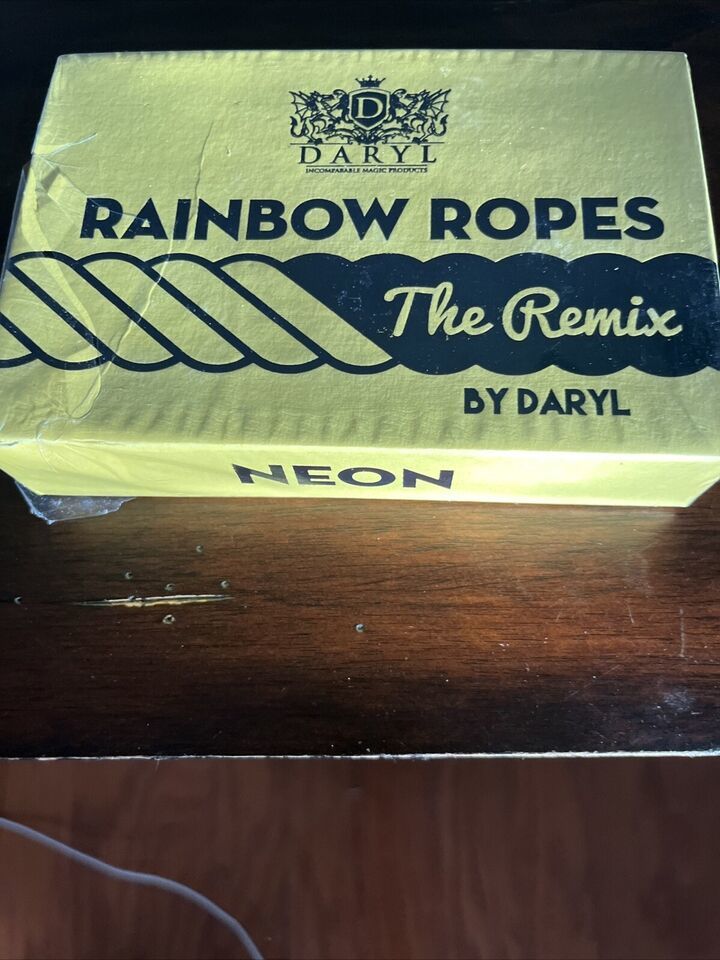 D
DARYL
INCOMPARABLE MAGIC PRODUCTS
RAINBOW ROPES
The Remix
BY DARYL
NEON